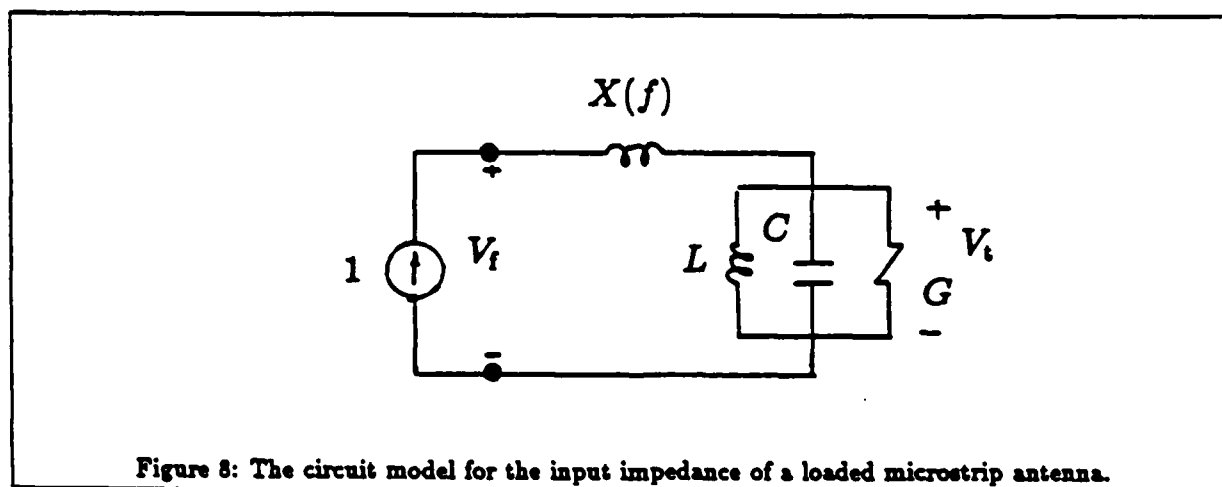 X(f)
+
1
V_f
L
C
+
V_t
G
-
-
Figure 8: The circuit model for the input impedance of a loaded microstrip antenna.